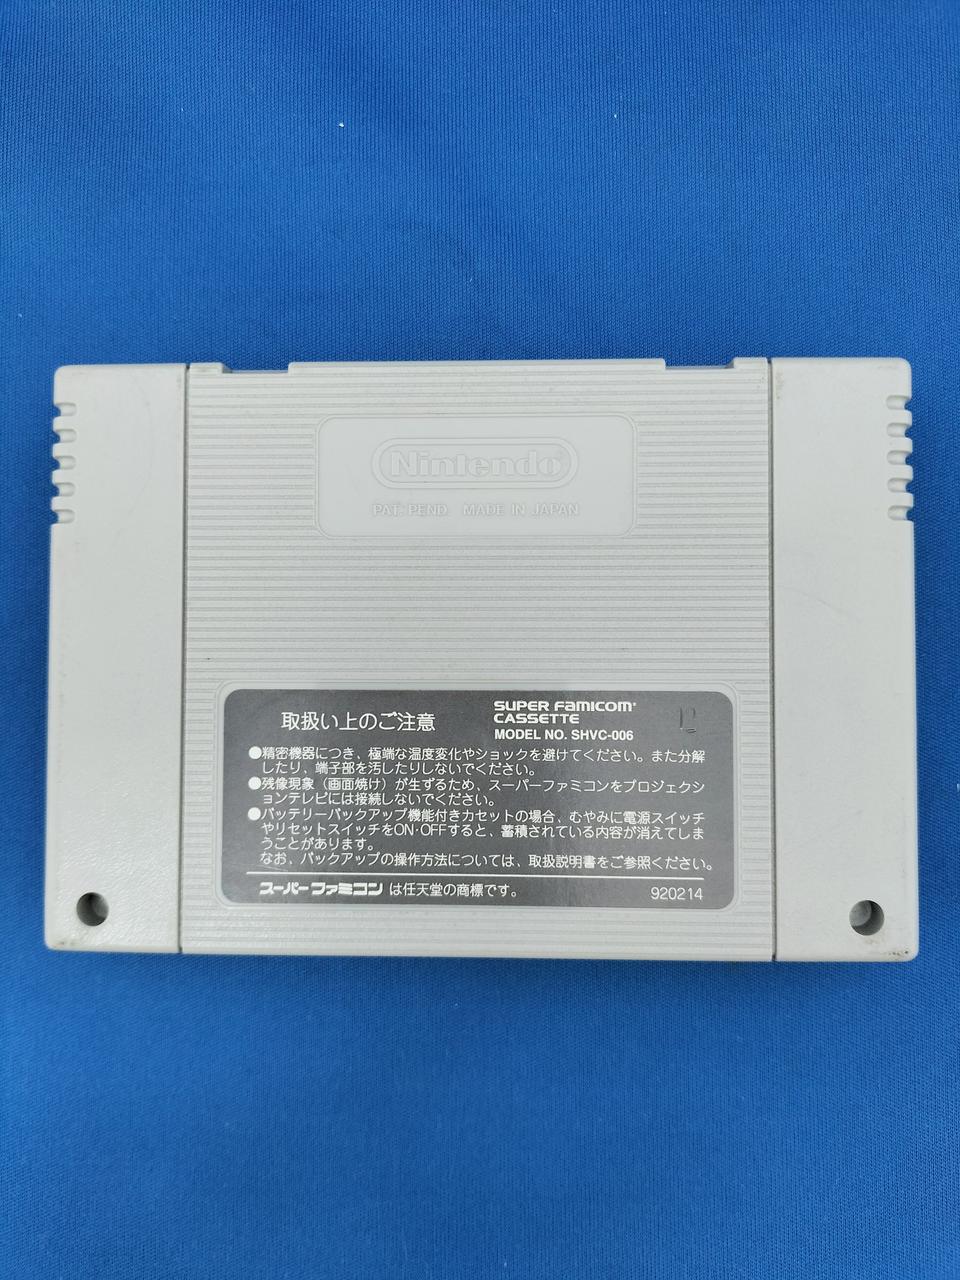 Nintendo
PAT. PEND. MADE IN JAPAN
取扱い上のご注意
SUPER FAMICOM
CASSETTE
MODEL NO. SHVC-006
12
●精密機器につき、極端な温度変化やショックを避けてください。また分解
したり、端子部を汚したりしないでください。
●残像現象(画面焼け)が生ずるため、スーパーファミコンをプロジェクシ
ョンテレビには接続しないでください。
●バッテリーバックアップ機能付きカセットの場合、むやみに電源スイッチ
やリセットスイッチをON・OFFすると、蓄積されている内容が消えてしま
うことがあります。
なお、バックアップの操作方法については、取扱説明書をご参照ください。
スーパーファミコン は任天堂の商標です。
920214